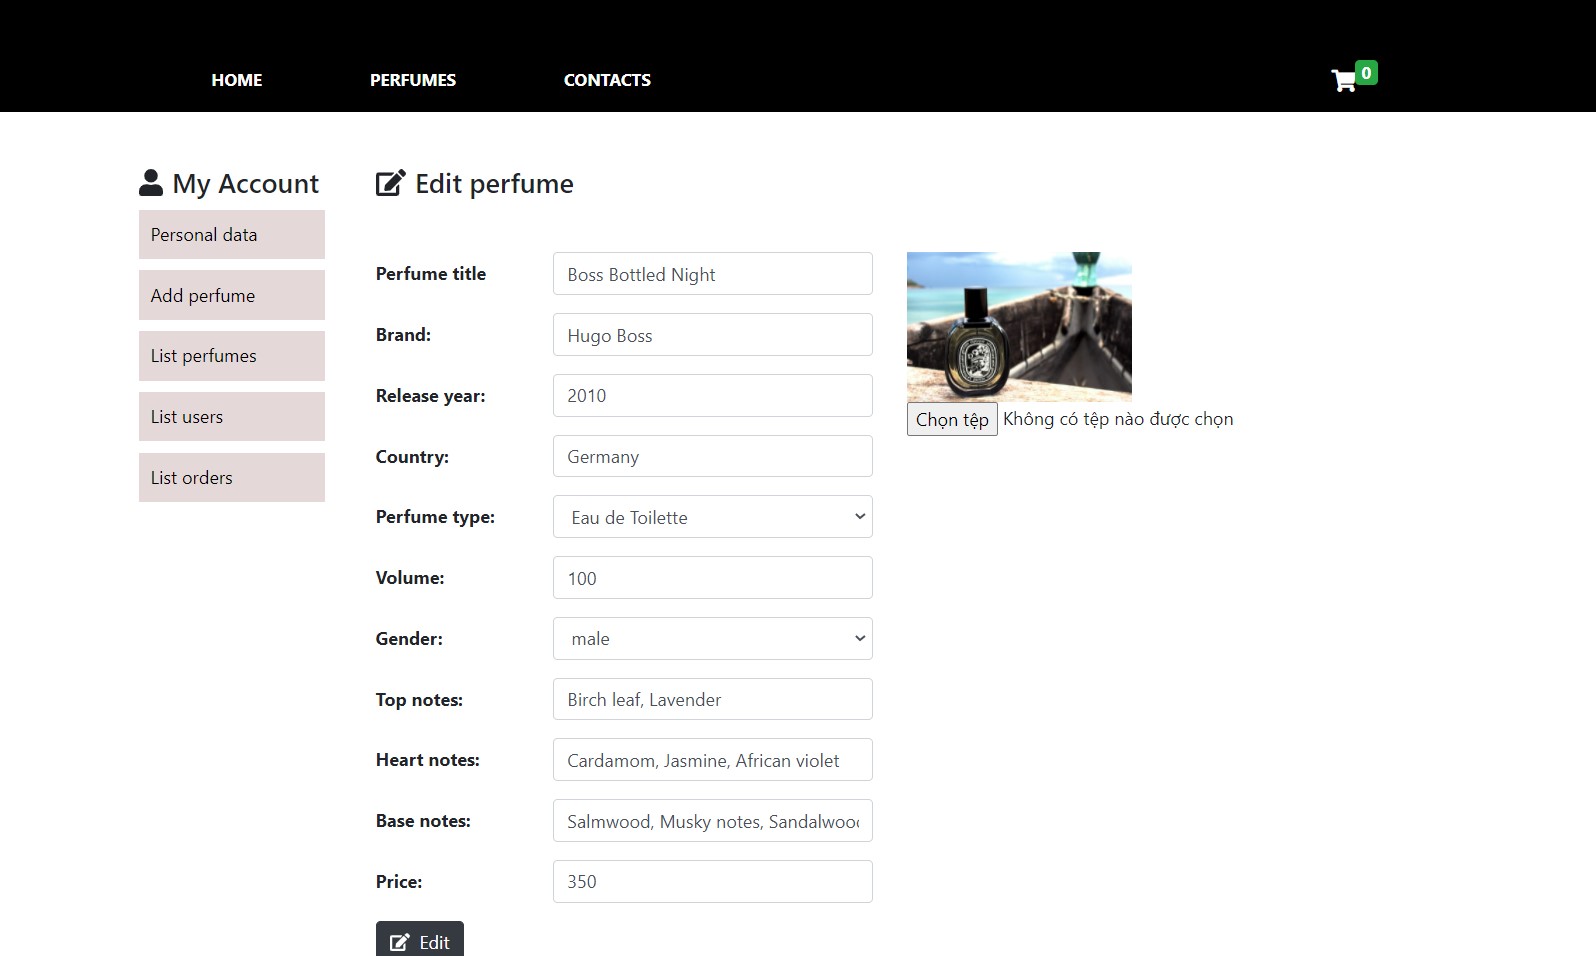 HOME PERFUMES CONTACTS 0
My Account
Personal data
Add perfume
List perfumes
List users
List orders
Edit perfume
Perfume title Boss Bottled Night
Brand: Hugo Boss
Release year: 2010
Country: Germany
Perfume type: Eau de Toilette
Volume: 100
Gender: male
Top notes: Birch leaf, Lavender
Heart notes: Cardamom, Jasmine, African violet
Base notes: Salmwood, Musky notes, Sandalwood
Price: 350
Edit
Chọn tệp Không có tệp nào được chọn